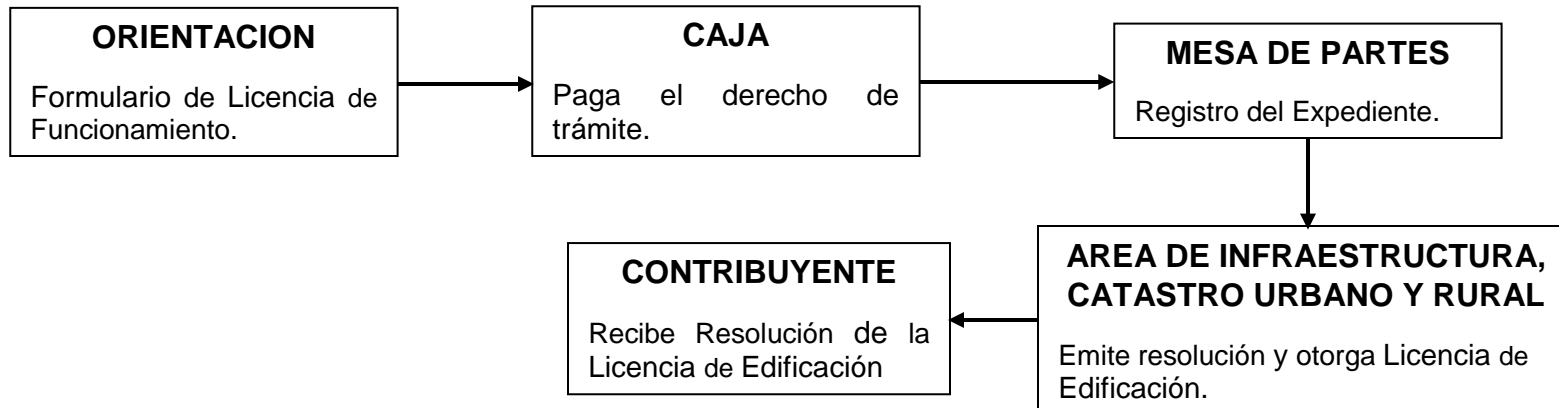 ORIENTACION
Formulario de Licencia de
Funcionamiento.
CAJA
Paga el derecho de
trámite.
MESA DE PARTES
Registro del Expediente.
AREA DE INFRAESTRUCTURA,
CATASTRO URBANO Y RURAL
Emite resolución y otorga Licencia de
Edificación.
CONTRIBUYENTE
Recibe Resolución de la
Licencia de Edificación